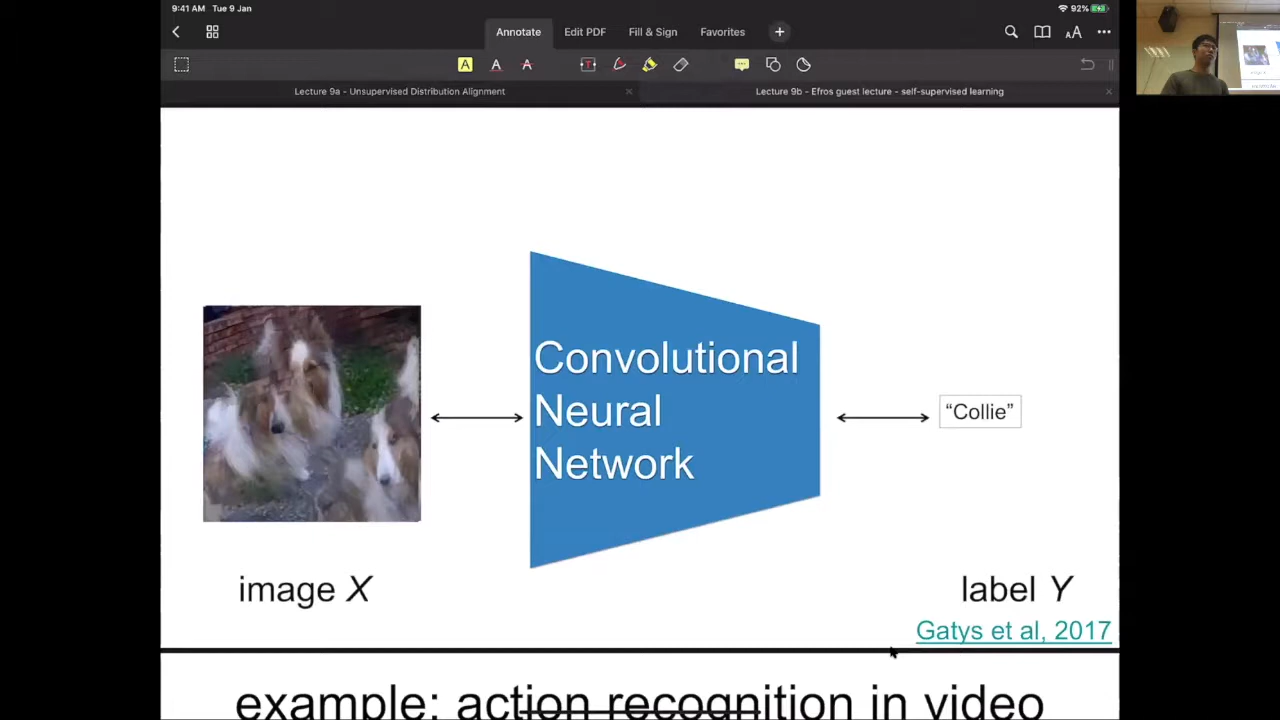 9:41 AM Tue 9 Jan
92%
Annotate Edit PDF Fill & Sign Favorites
Lecture 9a - Unsupervised Distribution Alignment
Lecture 9b - Efros guest lecture - self-supervised learning
Convolutional
Neural
Network
“Collie”
image X
label Y
Gatys et al, 2017
example: action recognition in video